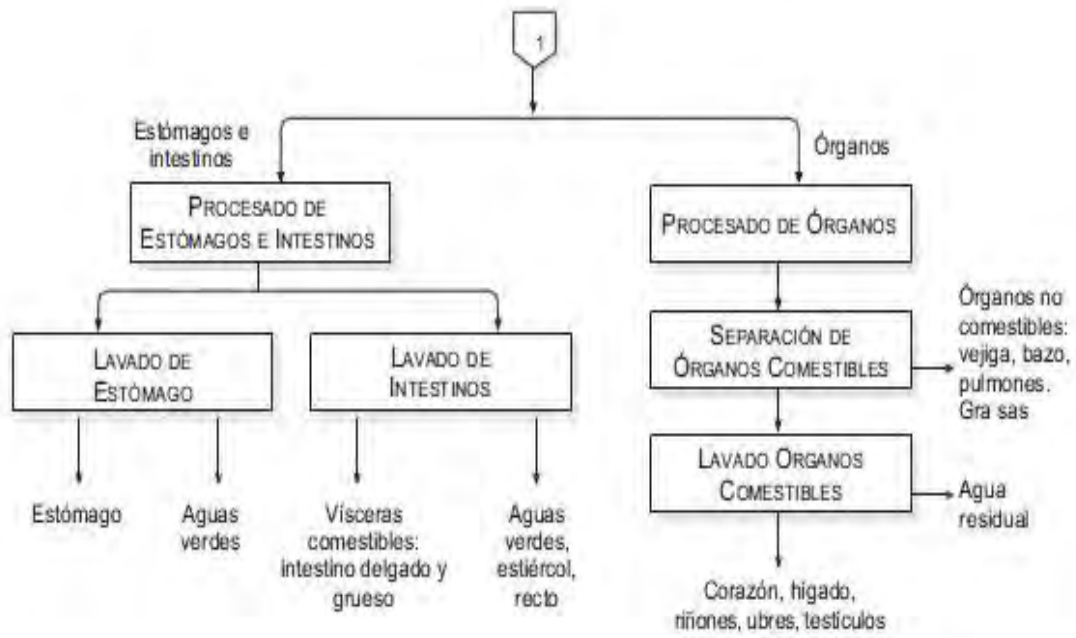 1
Estómagos e
intestinos
Órganos
PROCESADO DE
ESTÓMAGOS E INTESTINOS
PROCESADO DE ÓRGANOS
LAVADO DE
ESTÓMAGO
LAVADO DE
INTESTINOS
SEPARACIÓN DE
ÓRGANOS COMESTIBLES
Órganos no
comestibles:
vejiga, bazo,
pulmones.
Gra sas
LAVADO ORGANOS
COMESTIBLES
Agua
residual
Estómago
Aguas
verdes
Vísceras
comestibles:
intestino delgado y
grueso
Aguas
verdes,
estiércol,
recto
Corazón, hígado,
riñones, ubres, testículos